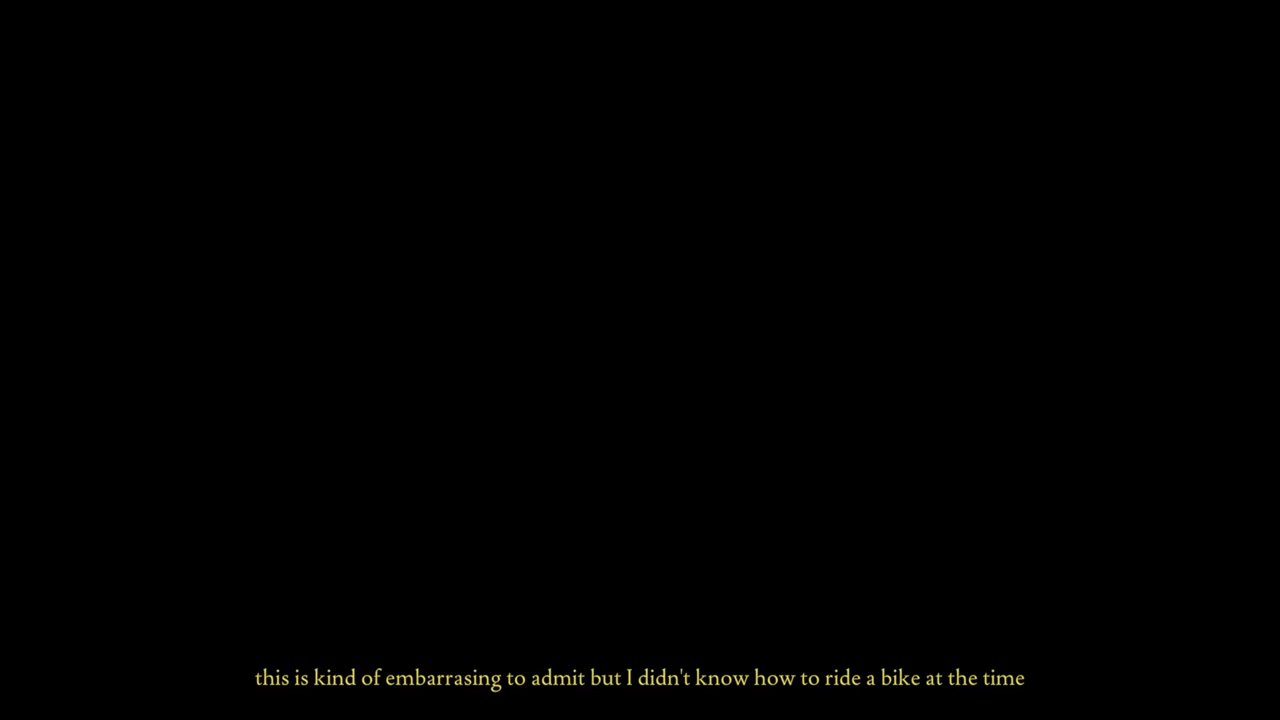 this is kind of embarrasing to admit but I didn't know how to ride a bike at the time